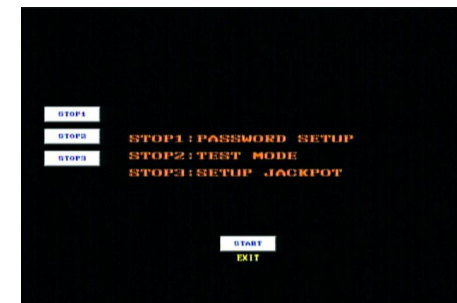 STOP1
STOP2
STOP3
STOP1:PASSWORD SETUP
STOP2:TEST MODE
STOP3:SETUP JACKPOT
START
EXIT